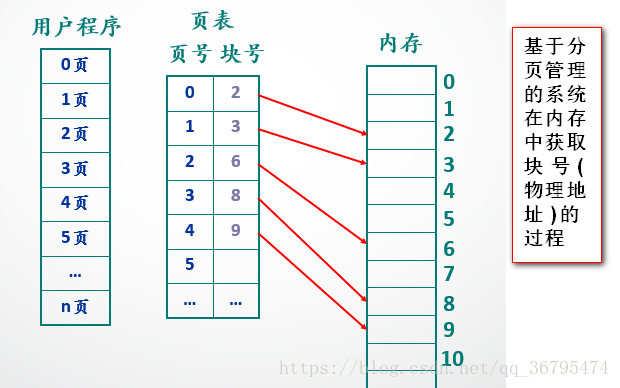 用户程序
0页
1页
2页
3页
4页
5页
...
n页
页表
页号 块号
0 2
1 3
2 6
3 8
4 9
5
... ...
内存
0
1
2
3
4
5
6
7
8
9
10
基于分
页管理
的系统
在内存
中获取
块号(
物理地
址)的
过程
https://blog.csdn.net/qq_36795474